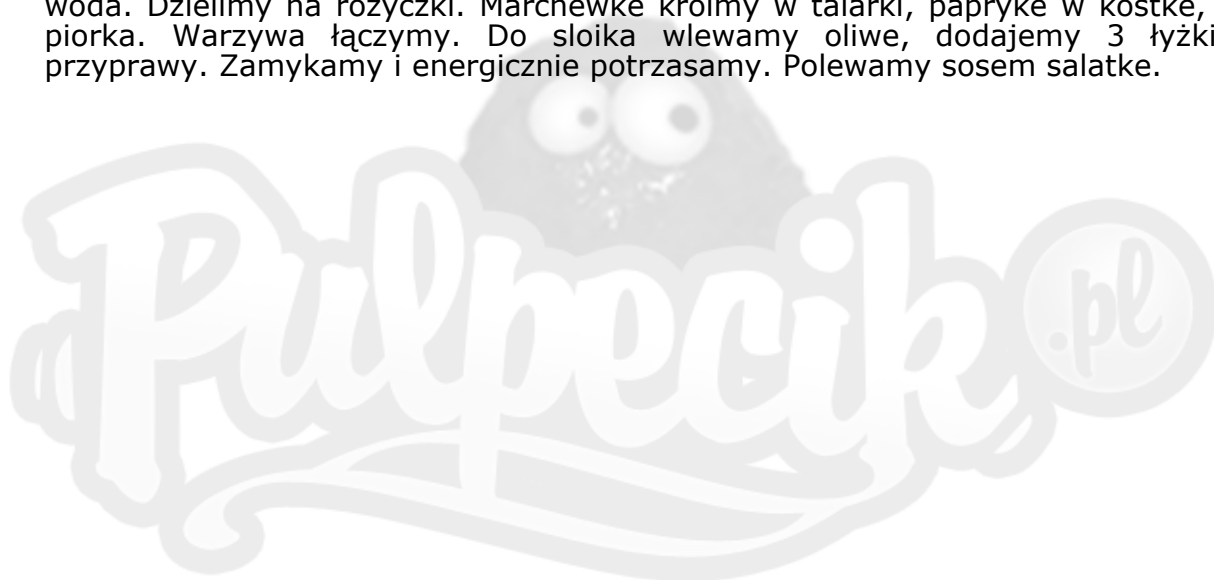 woda. Dzielimy na rozyczki. Marchewke kroimy w talarki, papryke w kostke,
piorka. Warzywa łączymy. Do sloika wlewamy oliwe, dodajemy 3 łyżki
przyprawy. Zamykamy i energicznie potrzasamy. Polewamy sosem salatke.
Pulpecik.pl